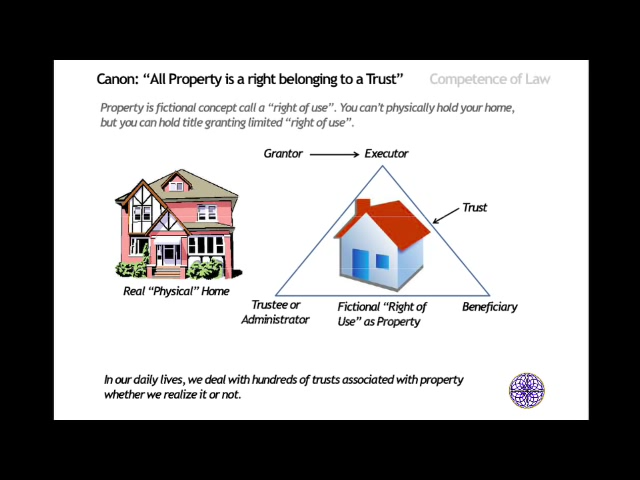 Canon: “All Property is a right belonging to a Trust”
Competence of Law
Property is fictional concept call a “right of use”. You can’t physically hold your home,
but you can hold title granting limited “right of use”.
Grantor
Executor
Trust
Real “Physical” Home
Trustee or
Administrator
Fictional “Right of
Use” as Property
Beneficiary
In our daily lives, we deal with hundreds of trusts associated with property
whether we realize it or not.